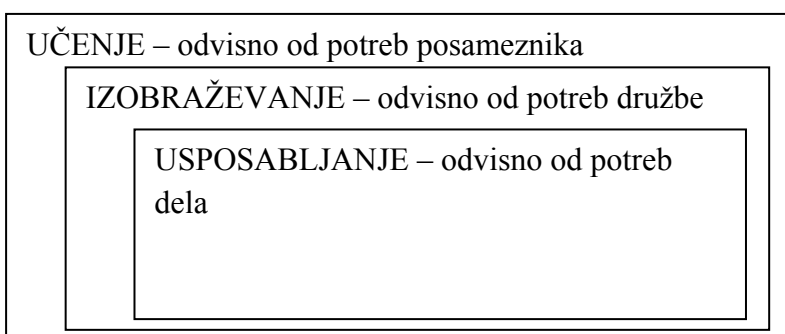 UČENJE – odvisno od potreb posameznika
IZOBRAŽEVANJE – odvisno od potreb družbe
USPOSABLJANJE – odvisno od potreb
dela